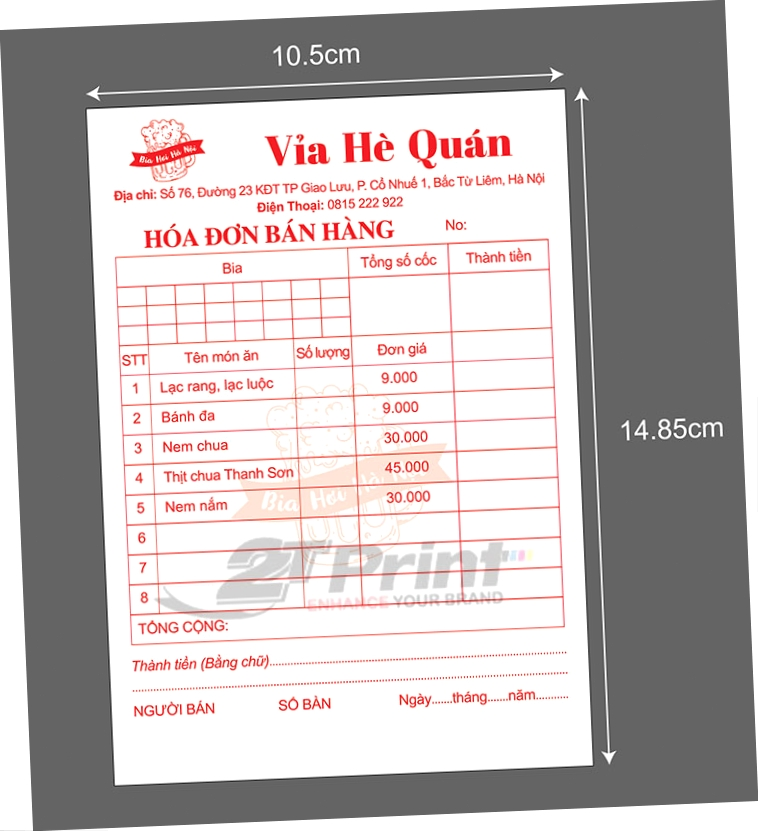 10.5cm
Bia Hơi Hà Nội
Vỉa Hè Quán
Địa chỉ: Số 76, Đường 23 KĐT TP Giao Lưu, P. Cổ Nhuế 1, Bắc Từ Liêm, Hà Nội
Điện Thoại: 0815 222 922
HÓA ĐƠN BÁN HÀNG No:
Bia Tổng số cốc Thành tiền
STT Tên món ăn Số lượng Đơn giá
1 Lạc rang, lạc luộc 9.000
2 Bánh đa 9.000
3 Nem chua 30.000
14.85cm
4 Thịt chua Thanh Sơn 45.000
Bia Hơi Hà Nội
5 Nem nắm 30.000
6
7
2T Print
8
ENHANCE YOUR BRAND
TỔNG CỘNG:
Thành tiền (Bằng chữ)
NGƯỜI BÁN SỐ BÀN Ngày......tháng......năm.........